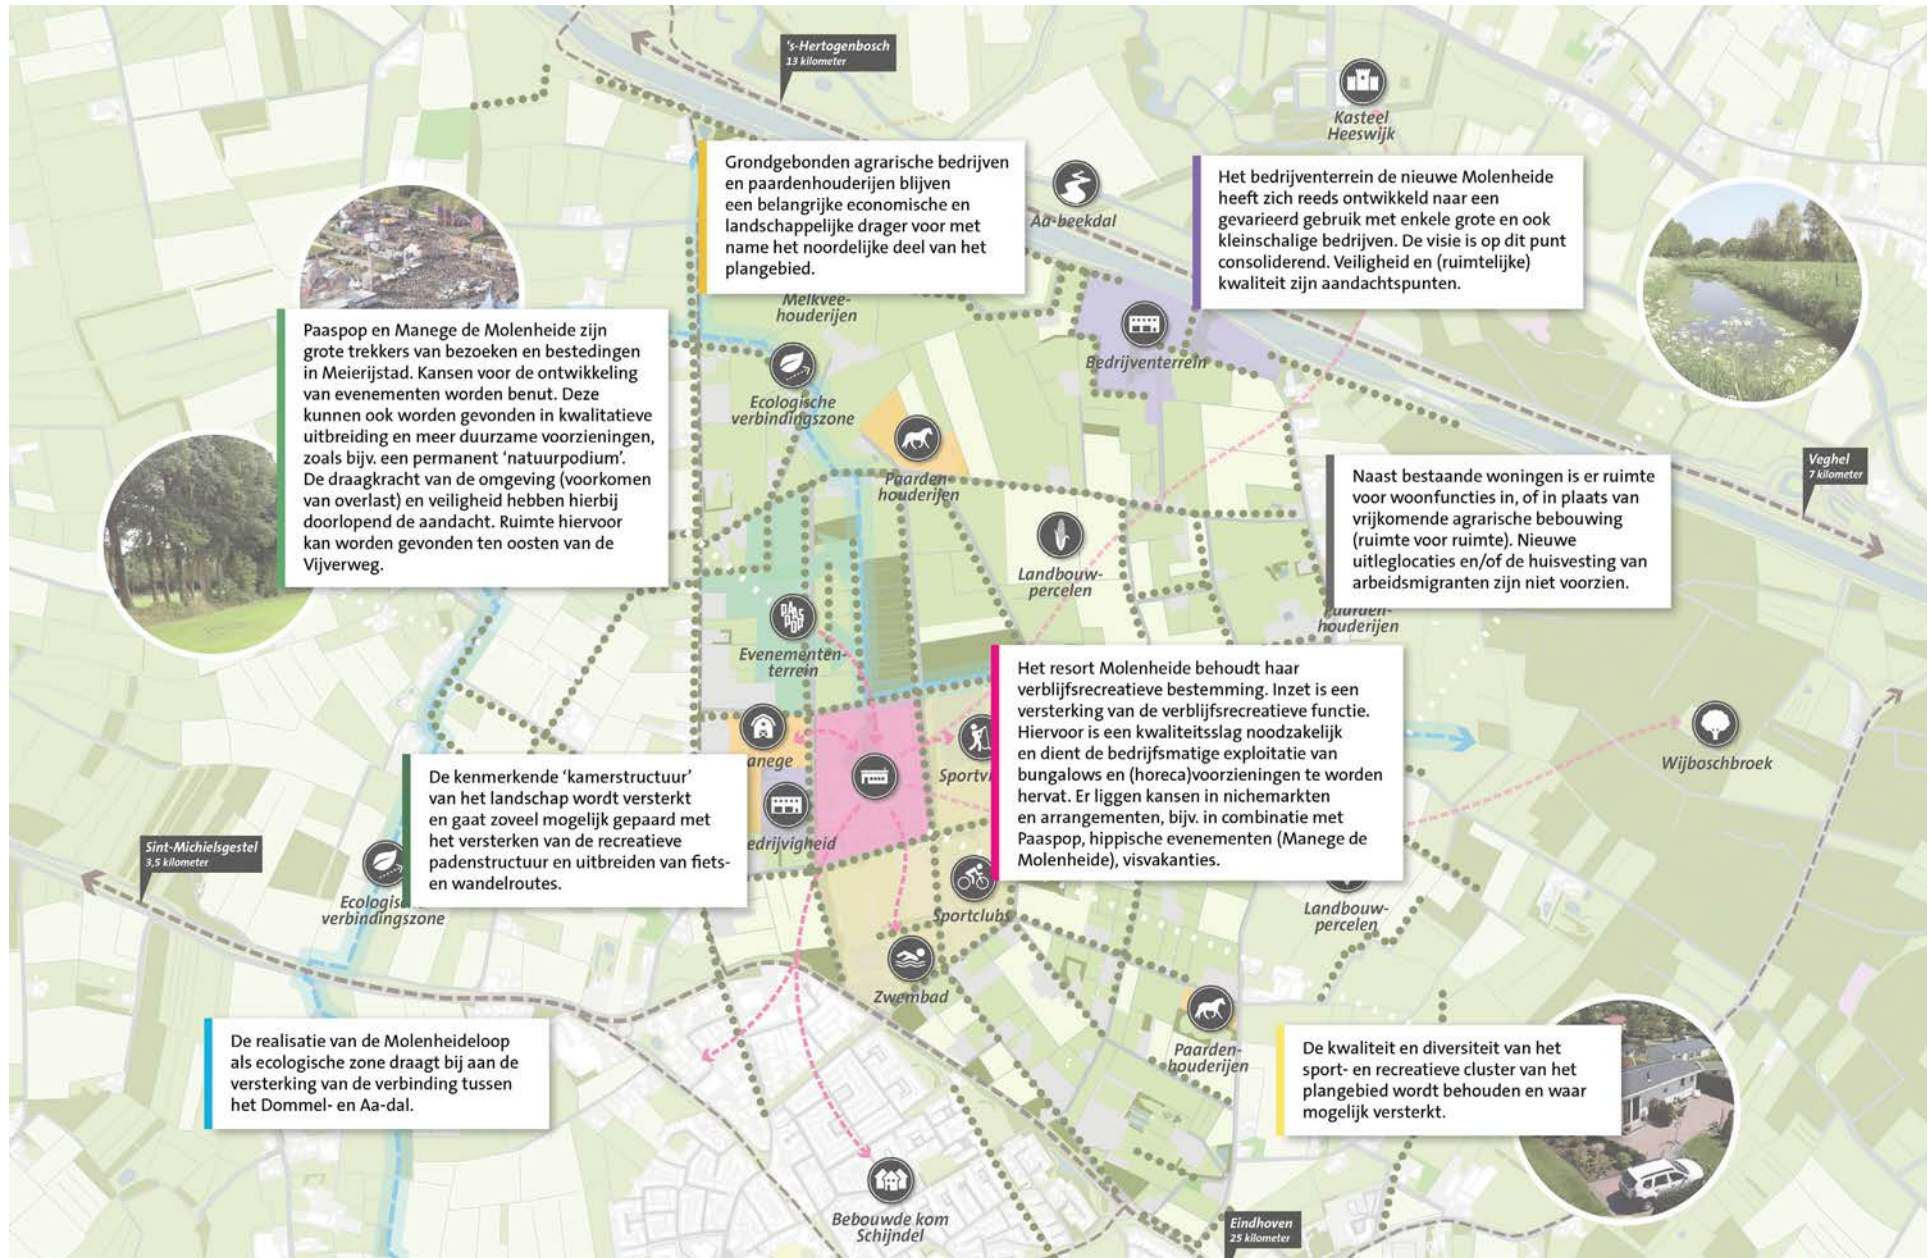 's-Hertogenbosch
13 kilometer
Kasteel
Heeswijk
Grondgebonden agrarische bedrijven
en paardenhouderijen blijven
een belangrijke economische en
landschappelijke drager voor met
name het noordelijke deel van het
plangebied.
Aa-beekdal
Het bedrijventerrein de nieuwe Molenheide
heeft zich reeds ontwikkeld naar een
gevarieerd gebruik met enkele grote en ook
kleinschalige bedrijven. De visie is op dit punt
consoliderend. Veiligheid en (ruimtelijke)
kwaliteit zijn aandachtspunten.
Melkvee-
houderijen
Bedrijventerrein
Paaspop en Manege de Molenheide zijn
grote trekkers van bezoeken en bestedingen
in Meierijstad. Kansen voor de ontwikkeling
van evenementen worden benut. Deze
kunnen ook worden gevonden in kwalitatieve
uitbreiding en meer duurzame voorzieningen,
zoals bijv. een permanent ‘natuurpodium’.
De draagkracht van de omgeving (voorkomen
van overlast) en veiligheid hebben hierbij
doorlopend de aandacht. Ruimte hiervoor
kan worden gevonden ten oosten van de
Vijverweg.
Ecologische
verbindingszone
Paarden-
houderijen
Veghel
7 kilometer
Naast bestaande woningen is er ruimte
voor woonfuncties in, of in plaats van
vrijkomende agrarische bebouwing
(ruimte voor ruimte). Nieuwe
uitleglocaties en/of de huisvesting van
arbeidsmigranten zijn niet voorzien.
Landbouw-
percelen
Paarden-
houderijen
PAAS
POP
Evenementen-
terrein
Het resort Molenheide behoudt haar
verblijfsrecreatieve bestemming. Inzet is een
versterking van de verblijfsrecreatieve functie.
Hiervoor is een kwaliteitsslag noodzakelijk
en dient de bedrijfsmatige exploitatie van
bungalows en (horeca)voorzieningen te worden
hervat. Er liggen kansen in nichemarkten
en arrangementen, bijv. in combinatie met
Paaspop, hippische evenementen (Manege de
Molenheide), visvakanties.
anege
Sportvi
Wijboschbroek
De kenmerkende ‘kamerstructuur’
van het landschap wordt versterkt
en gaat zoveel mogelijk gepaard met
het versterken van de recreatieve
padenstructuur en uitbreiden van fiets-
en wandelroutes.
edrijvigheid
Sint-Michielsgestel
3,5 kilometer
Ecologische
verbindingszone
Sportclubs
Landbouw-
percelen
Zwembad
De realisatie van de Molenheideloop
als ecologische zone draagt bij aan de
versterking van de verbinding tussen
het Dommel- en Aa-dal.
Paarden-
houderijen
De kwaliteit en diversiteit van het
sport- en recreatieve cluster van het
plangebied wordt behouden en waar
mogelijk versterkt.
Bebouwde kom
Schijndel
Eindhoven
25 kilometer